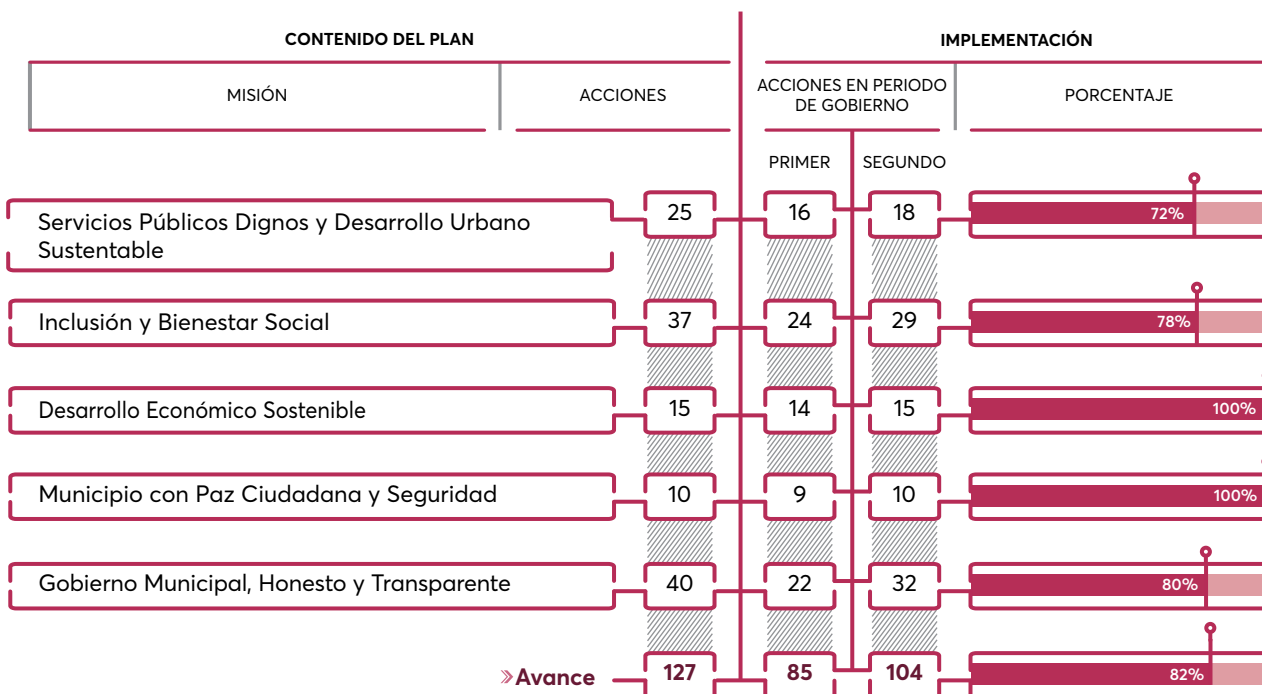 CONTENIDO DEL PLAN
IMPLEMENTACIÓN
MISIÓN
ACCIONES
ACCIONES EN PERIODO
DE GOBIERNO
PORCENTAJE
PRIMER
SEGUNDO
Servicios Públicos Dignos y Desarrollo Urbano
Sustentable
25
16
18
72%
Inclusión y Bienestar Social
37
24
29
78%
Desarrollo Económico Sostenible
15
14
15
100%
Municipio con Paz Ciudadana y Seguridad
10
9
10
100%
Gobierno Municipal, Honesto y Transparente
40
22
32
80%
»Avance
127
85
104
82%